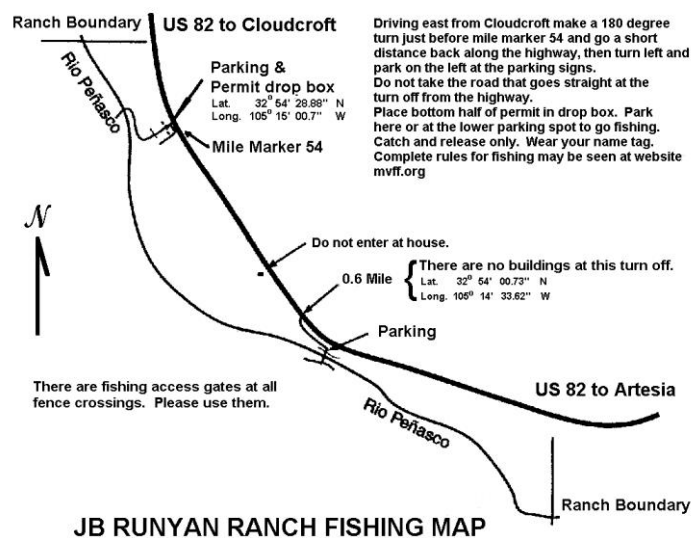 Ranch Boundary
US 82 to Cloudcroft
Driving east from Cloudcroft make a 180 degree
turn just before mile marker 54 and go a short
distance back along the highway, then turn left and
park on the left at the parking signs.
Do not take the road that goes straight at the
turn off from the highway.
Place bottom half of permit in drop box. Park
here or at the lower parking spot to go fishing.
Catch and release only. Wear your name tag.
Complete rules for fishing may be seen at website
mvff.org
Rio Peñasco
Parking &
Permit drop box
Lat. 32° 54' 28.88" N
Long. 105° 15' 00.7" W
Mile Marker 54
N
Do not enter at house.
0.6 Mile
There are no buildings at this turn off.
Lat. 32° 54' 00.73" N
Long. 105° 14' 33.62" W
Parking
There are fishing access gates at all
fence crossings. Please use them.
US 82 to Artesia
Rio Peñasco
Ranch Boundary
JB RUNYAN RANCH FISHING MAP